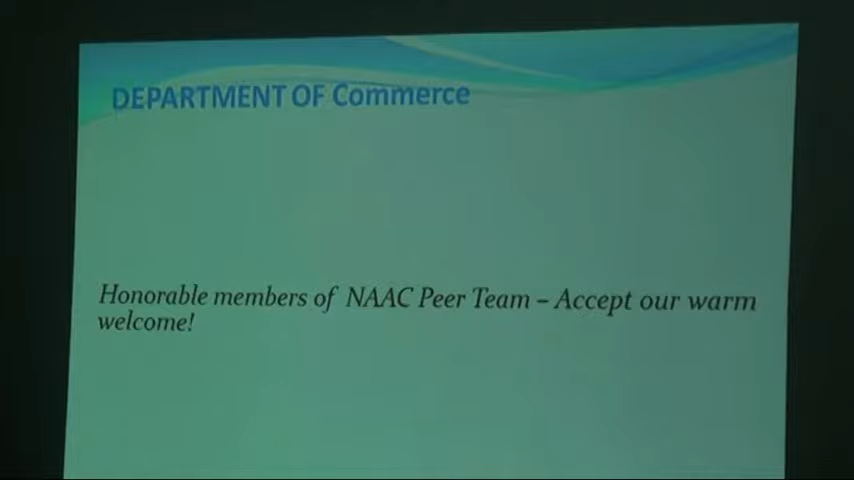 DEPARTMENT OF Commerce
Honorable members of NAAC Peer Team – Accept our warm
welcome!